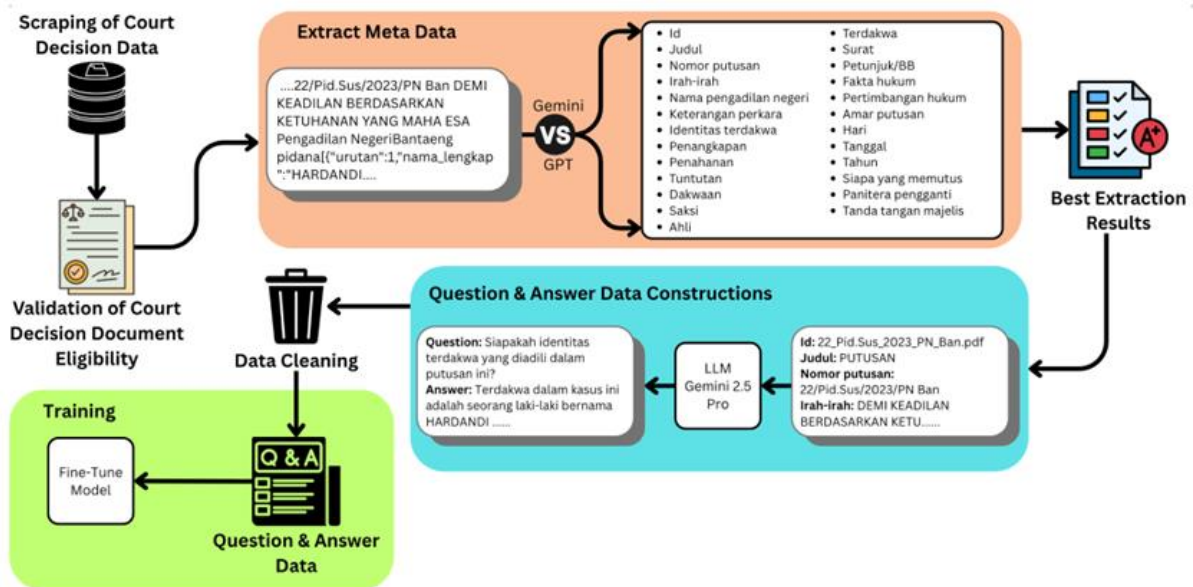 Scraping of Court
Decision Data
Validation of Court
Decision Document
Eligibility
Extract Meta Data
....22/Pid.Sus/2023/PN Ban DEMI
KEADILAN BERDASARKAN
KETUHANAN YANG MAHA ESA
Pengadilan NegeriBantaeng
pidana[{"urutan":1,"nama_lengkap
":"HARDANDI....
Gemini
VS
GPT
• Id
• Judul
• Nomor putusan
• Irah-irah
• Nama pengadilan negeri
• Keterangan perkara
• Identitas terdakwa
• Penangkapan
• Penahanan
• Tuntutan
• Dakwaan
• Saksi
• Ahli
• Terdakwa
• Surat
• Petunjuk/BB
• Fakta hukum
• Pertimbangan hukum
• Amar putusan
• Hari
• Tanggal
• Tahun
• Siapa yang memutus
• Panitera pengganti
• Tanda tangan majelis
A+
Best Extraction
Results
Question & Answer Data Constructions
Id: 22_Pid.Sus_2023_PN_Ban.pdf
Judul: PUTUSAN
Nomor putusan:
22/Pid.Sus/2023/PN Ban
Irah-irah: DEMI KEADILAN
BERDASARKAN KETU......
LLM
Gemini 2.5
Pro
Question: Siapakah identitas
terdakwa yang diadili dalam
putusan ini?
Answer: Terdakwa dalam kasus ini
adalah seorang laki-laki bernama
HARDANDI ......
Data Cleaning
Training
Q & A
Question & Answer
Data
Fine-Tune
Model